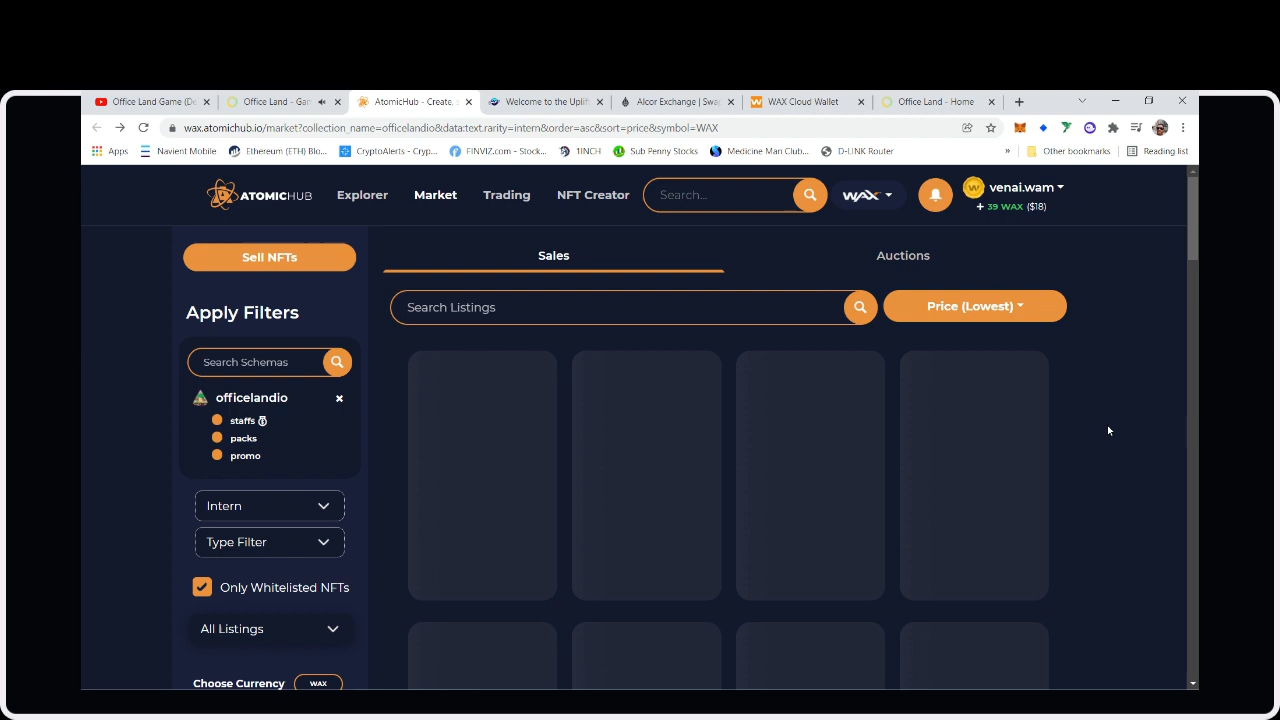 Office Land Game (De
Office Land - Gam
AtomicHub - Create,
Welcome to the Uplif
Alcor Exchange | Swap
WAX Cloud Wallet
Office Land - Home
wax.atomichub.io/market?collection_name=officelandio&data:text.rarity=intern&order=asc&sort=price&symbol=WAX
Apps
Navient Mobile
Ethereum (ETH) Blo...
CryptoAlerts - Cryp...
FINVIZ.com - Stock...
1INCH
Sub Penny Stocks
Medicine Man Club...
D-LINK Router
»
Other bookmarks
Reading list
ATOMICHUB
Explorer
Market
Trading
NFT Creator
Search...
WAX
venai.wam
+ 39 WAX ($18)
Sell NFTs
Sales
Auctions
Apply Filters
Search Listings
Price (Lowest)
Search Schemas
officelandio
staffs
packs
promo
Intern
Type Filter
Only Whitelisted NFTs
All Listings
Choose Currency
WAX